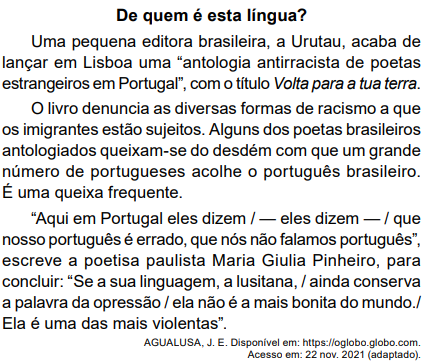 De quem é esta língua?
Uma pequena editora brasileira, a Urutau, acaba de
lançar em Lisboa uma “antologia antirracista de poetas
estrangeiros em Portugal”, com o título Volta para a tua terra.
O livro denuncia as diversas formas de racismo a que
os imigrantes estão sujeitos. Alguns dos poetas brasileiros
antologiados queixam-se do desdém com que um grande
número de portugueses acolhe o português brasileiro.
É uma queixa frequente.
“Aqui em Portugal eles dizem / — eles dizem — / que
nosso português é errado, que nós não falamos português”,
escreve a poetisa paulista Maria Giulia Pinheiro, para
concluir: “Se a sua linguagem, a lusitana, / ainda conserva
a palavra da opressão / ela não é a mais bonita do mundo./
Ela é uma das mais violentas”.
AGUALUSA, J. E. Disponível em: https://oglobo.globo.com.
Acesso em: 22 nov. 2021 (adaptado).